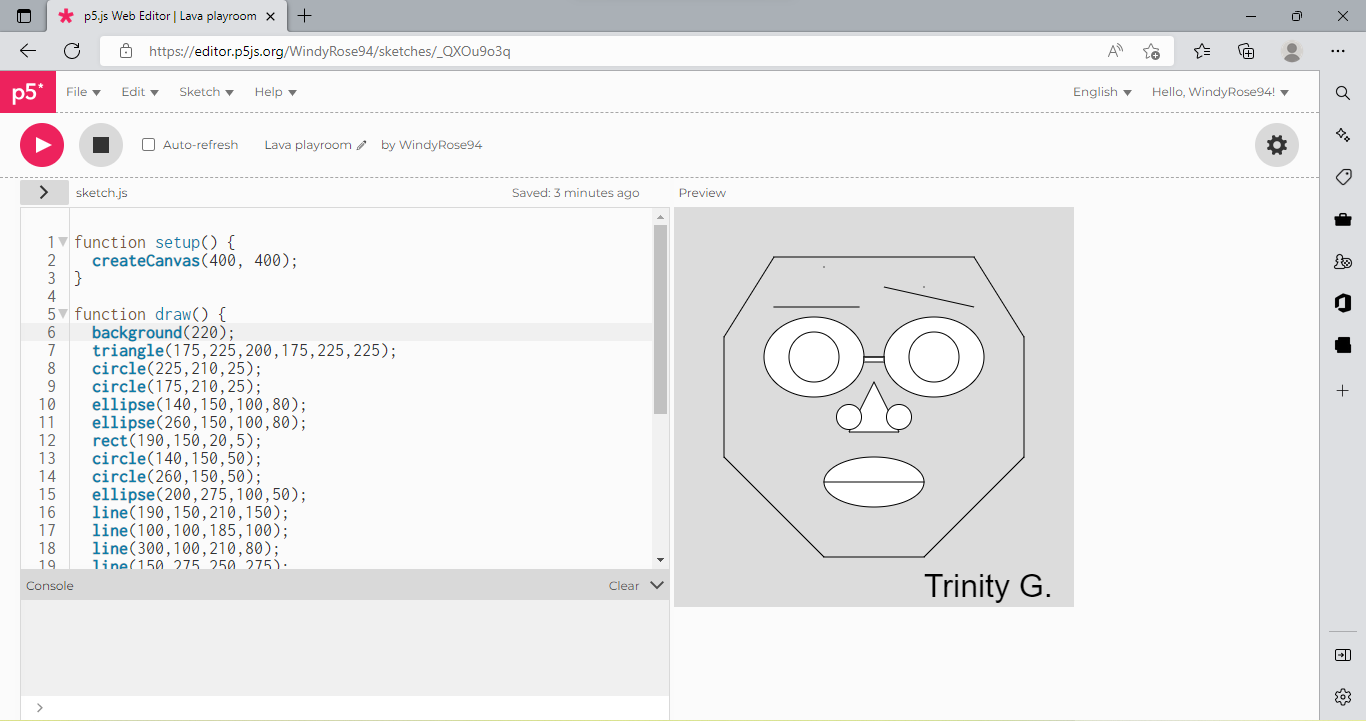 p5.js Web Editor | Lava playroom
https://editor.p5js.org/WindyRose94/sketches/_QXOu9o3q
p5* File Edit Sketch Help English Hello, WindyRose94!
Auto-refresh Lava playroom by WindyRose94
sketch.js Saved: 3 minutes ago Preview
1 function setup() {
2 createCanvas(400, 400);
3 }
4
5 function draw() {
6 background(220);
7 triangle(175,225,200,175,225,225);
8 circle(225,210,25);
9 circle(175,210,25);
10 ellipse(140,150,100,80);
11 ellipse(260,150,100,80);
12 rect(190,150,20,5);
13 circle(140,150,50);
14 circle(260,150,50);
15 ellipse(200,275,100,50);
16 line(190,150,210,150);
17 line(100,100,185,100);
18 line(300,100,210,80);
19 line(150,275,250,275);
Trinity G.
Console Clear
>